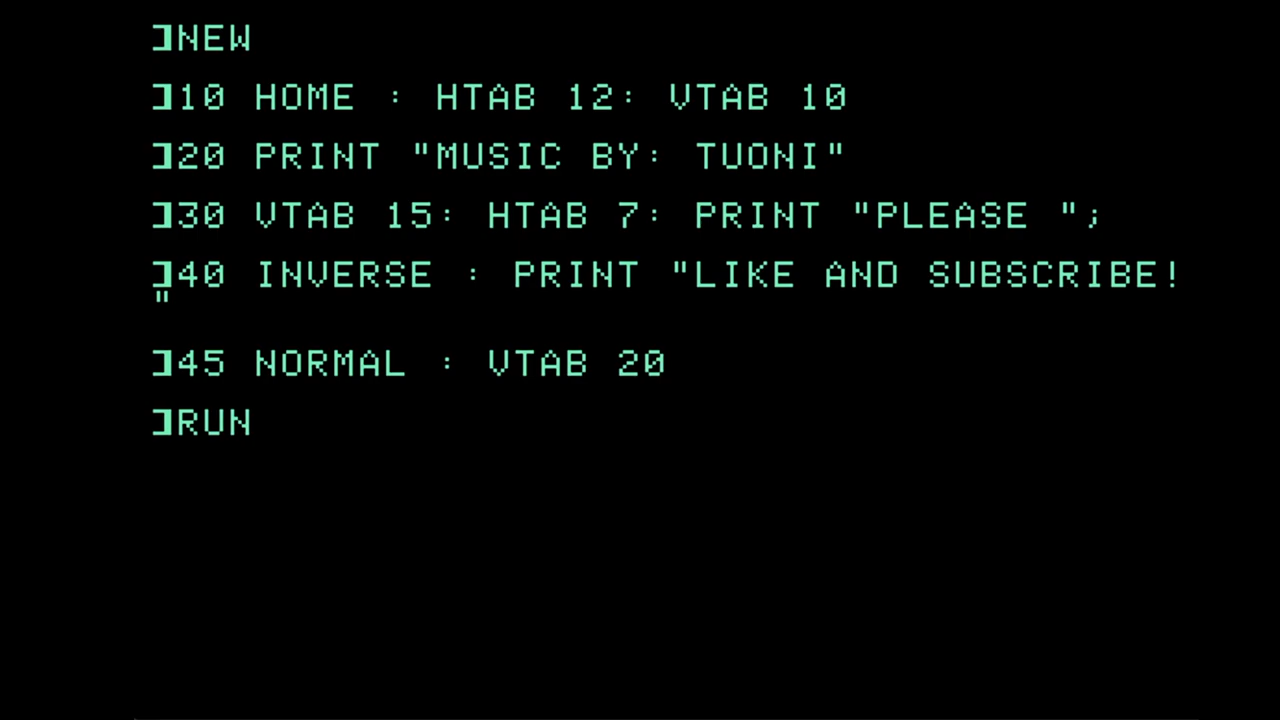 ]NEW
]10 HOME : HTAB 12: VTAB 10
]20 PRINT "MUSIC BY: TUONI"
]30 VTAB 15: HTAB 7: PRINT "PLEASE ";
]40 INVERSE : PRINT "LIKE AND SUBSCRIBE!
"
]45 NORMAL : VTAB 20
]RUN